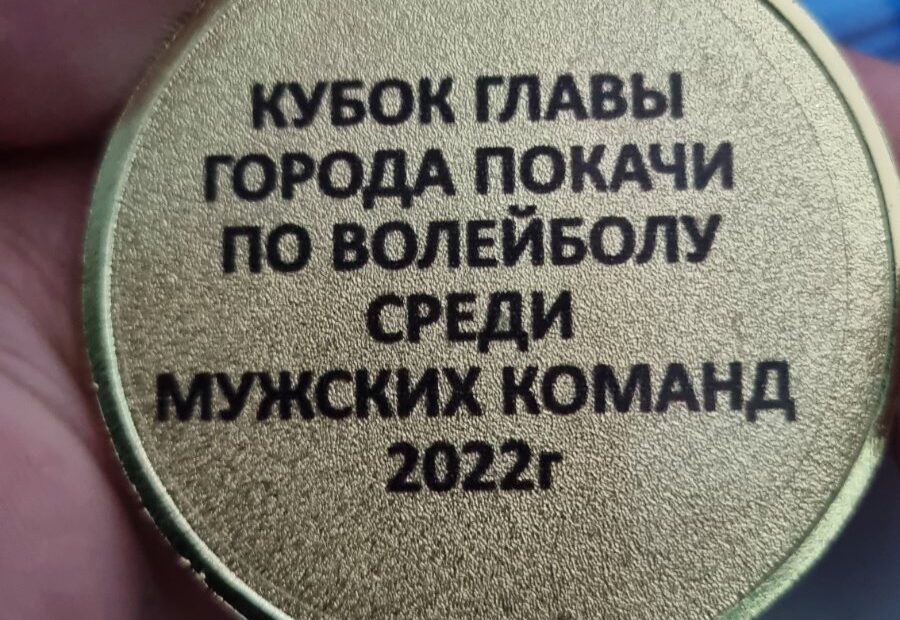 КУБОК ГЛАВЫ
ГОРОДА ПОКАЧИ
ПО ВОЛЕЙБОЛУ
СРЕДИ
МУЖСКИХ КОМАНД
2022г